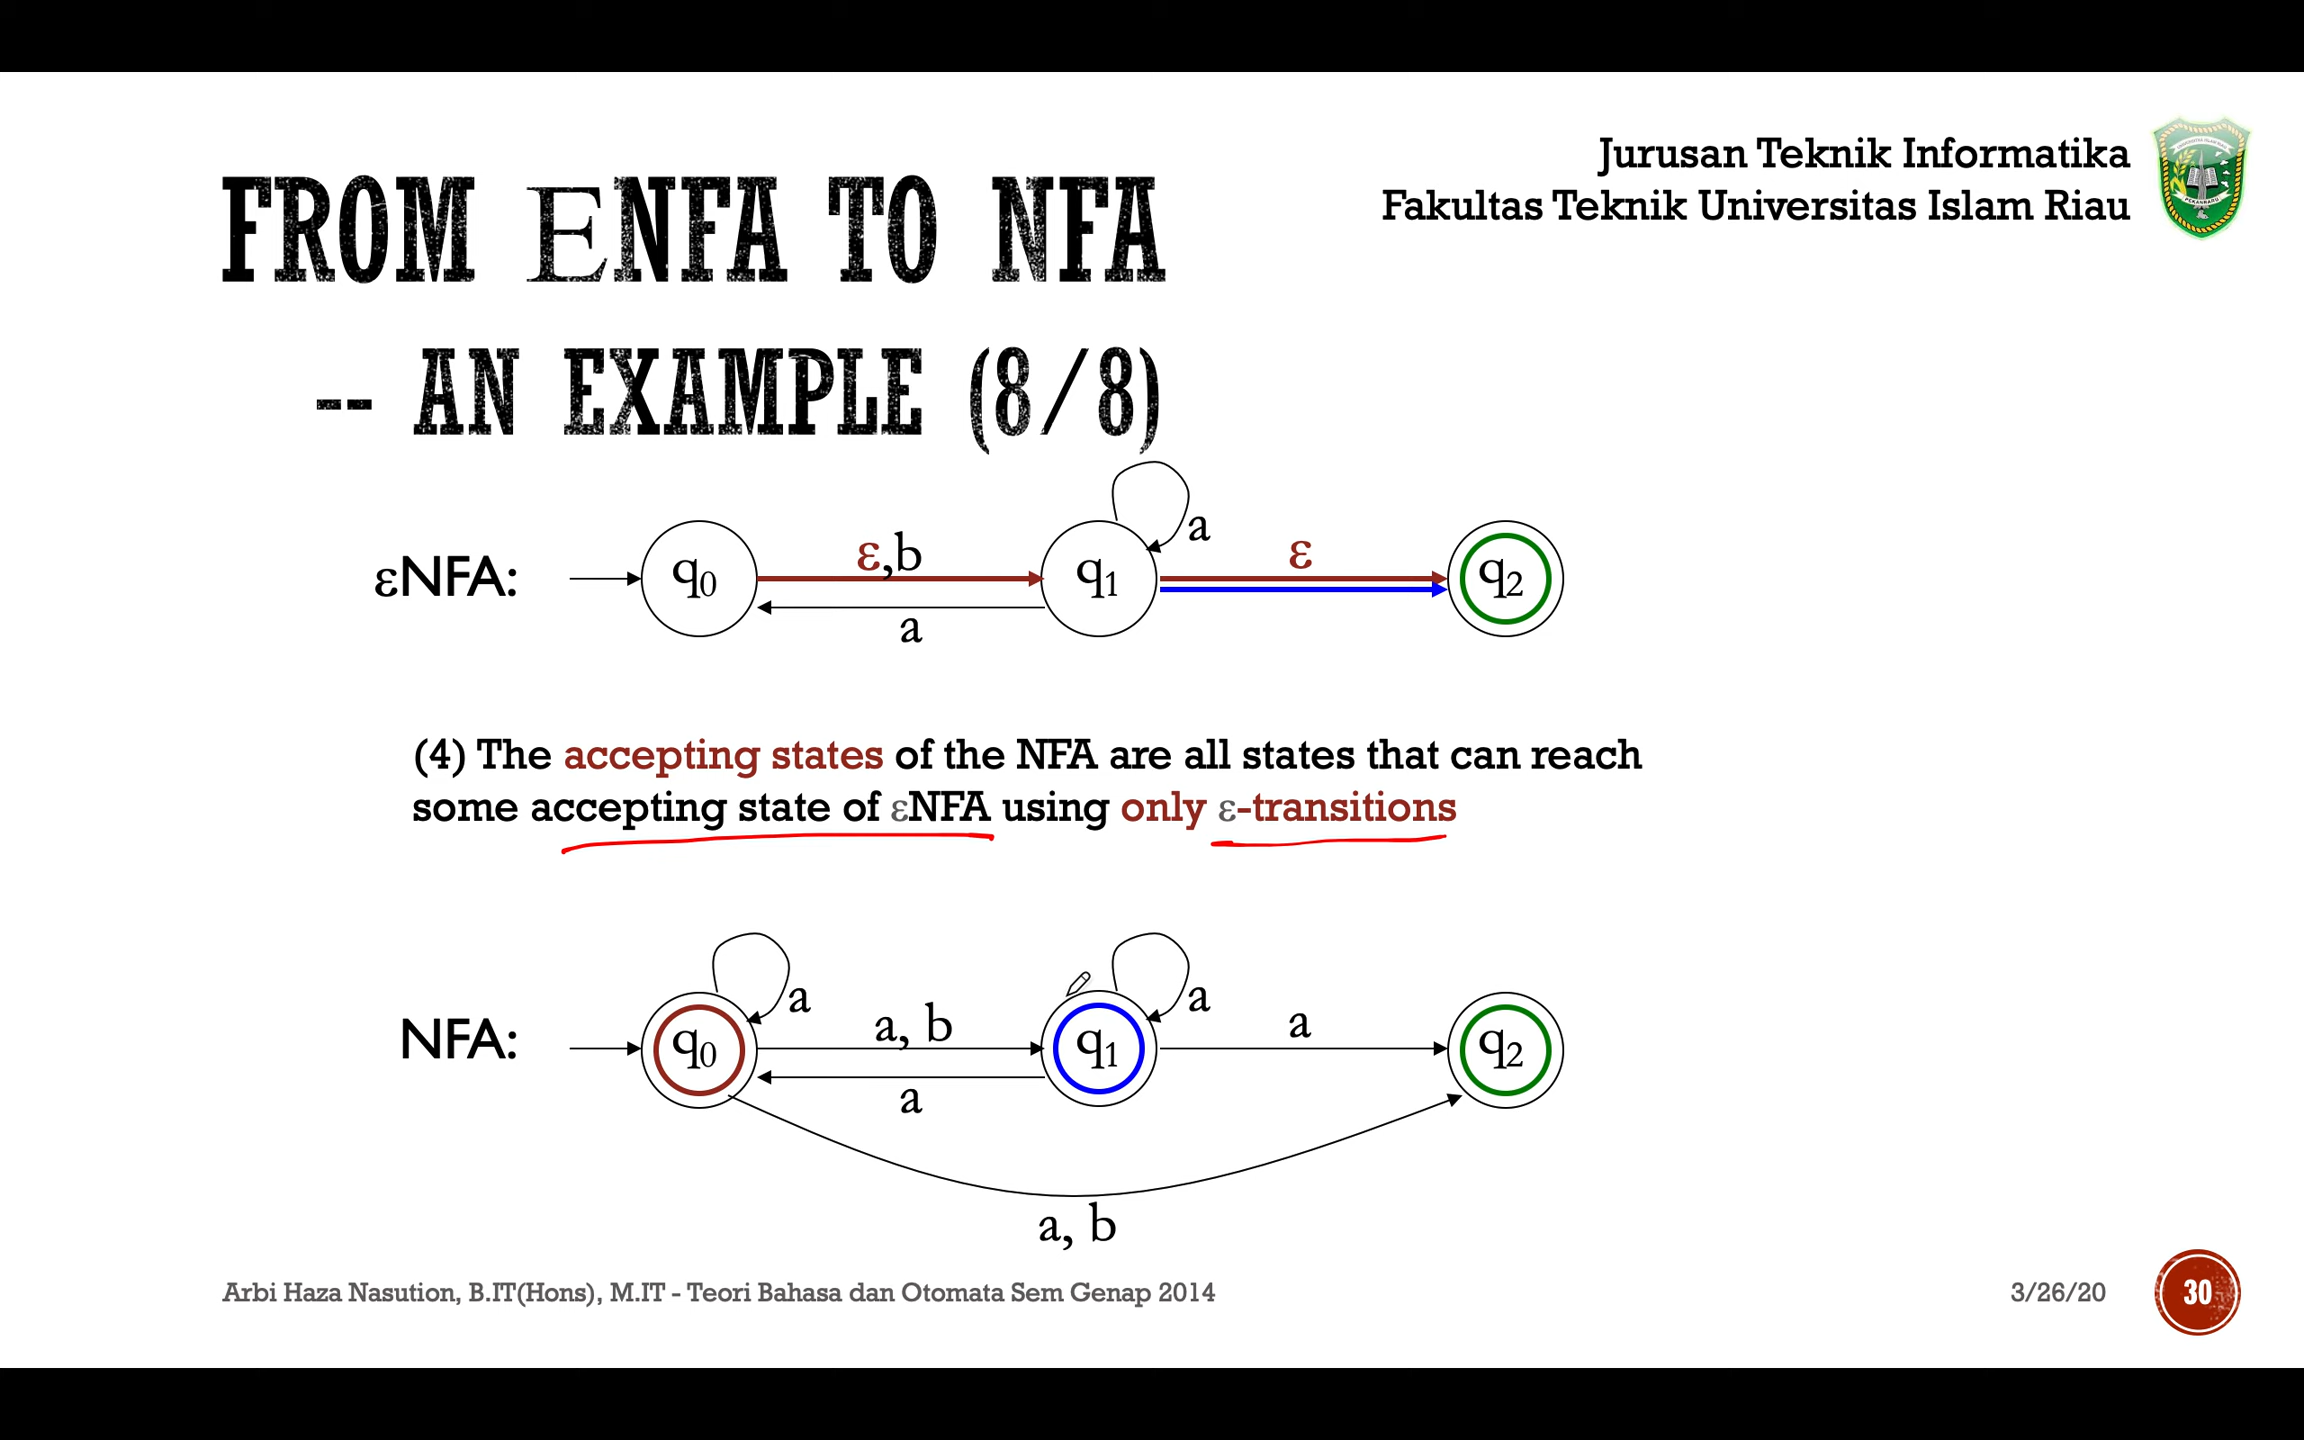 Jurusan Teknik Informatika
Fakultas Teknik Universitas Islam Riau
FROM ENFA TO NFA
-- AN EXAMPLE (8/8)
εNFA:
q0
ε,b
a
q1
a
ε
q2
(4) The accepting states of the NFA are all states that can reach
some accepting state of εNFA using only ε-transitions
NFA:
q0
a
a, b
a
q1
a
a
q2
a, b
Arbi Haza Nasution, B.IT(Hons), M.IT - Teori Bahasa dan Otomata Sem Genap 2014
3/26/20
30